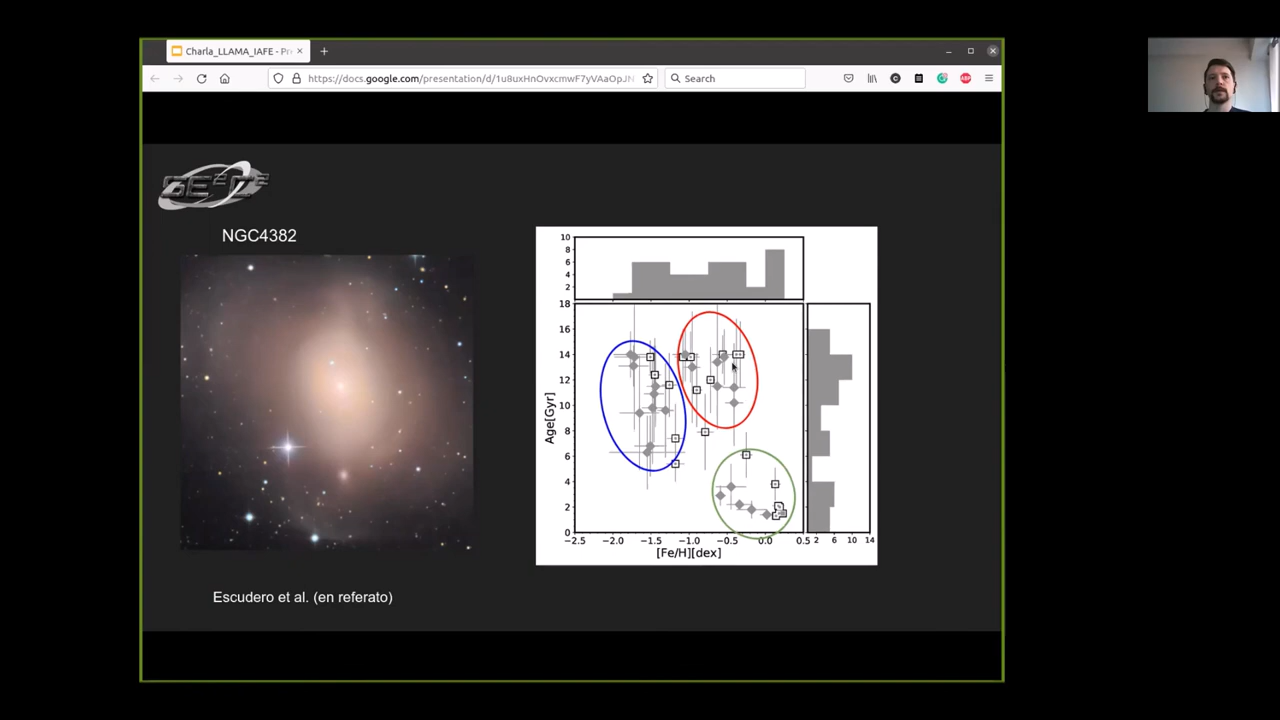 Charla_LLAMA_IAFE - Pr
https://docs.google.com/presentation/d/1u8uxHnOvxcmwF7yVAaOpJN
Search
GE²C²
NGC4382
10
8
6
4
2
18
16
14
12
10
8
6
4
2
0
Age[Gyr]
−2.5 −2.0 −1.5 −1.0 −0.5 0.0 0.5
2 6 10 14
[Fe/H][dex]
Escudero et al. (en referato)